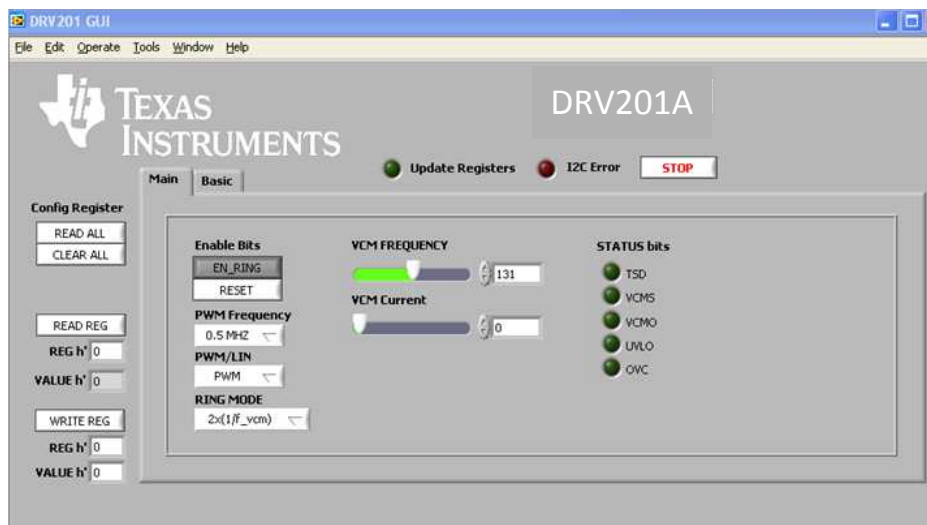 DRV201 GUI
File Edit Operate Tools Window Help
TEXAS
INSTRUMENTS
DRV201A
Update Registers
I2C Error
STOP
Main
Basic
Config Register
READ ALL
CLEAR ALL
READ REG
REG h' 0
VALUE h' 0
WRITE REG
REG h' 0
VALUE h' 0
Enable Bits
EN_RING
RESET
PWM Frequency
0.5 MHZ
PWM/LIN
PWM
RING MODE
2x(1/f_vcm)
VCM FREQUENCY
131
VCM Current
0
STATUS bits
TSD
VCMS
VCMO
UVLO
OVC